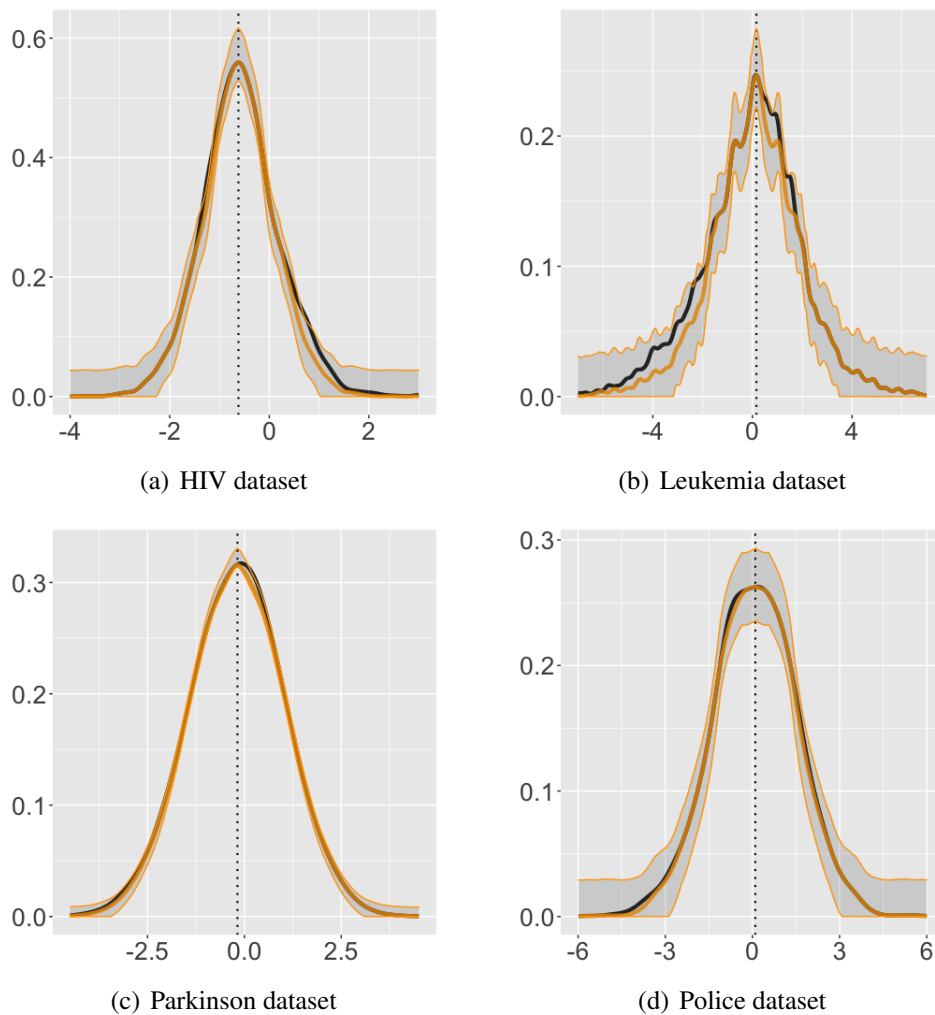 0.6
0.4
0.2
0.0
-4 -2 0 2
(a) HIV dataset
0.2
0.1
0.0
-4 0 4
(b) Leukemia dataset
0.3
0.2
0.1
0.0
-2.5 0.0 2.5
(c) Parkinson dataset
0.3
0.2
0.1
0.0
-6 -3 0 3 6
(d) Police dataset